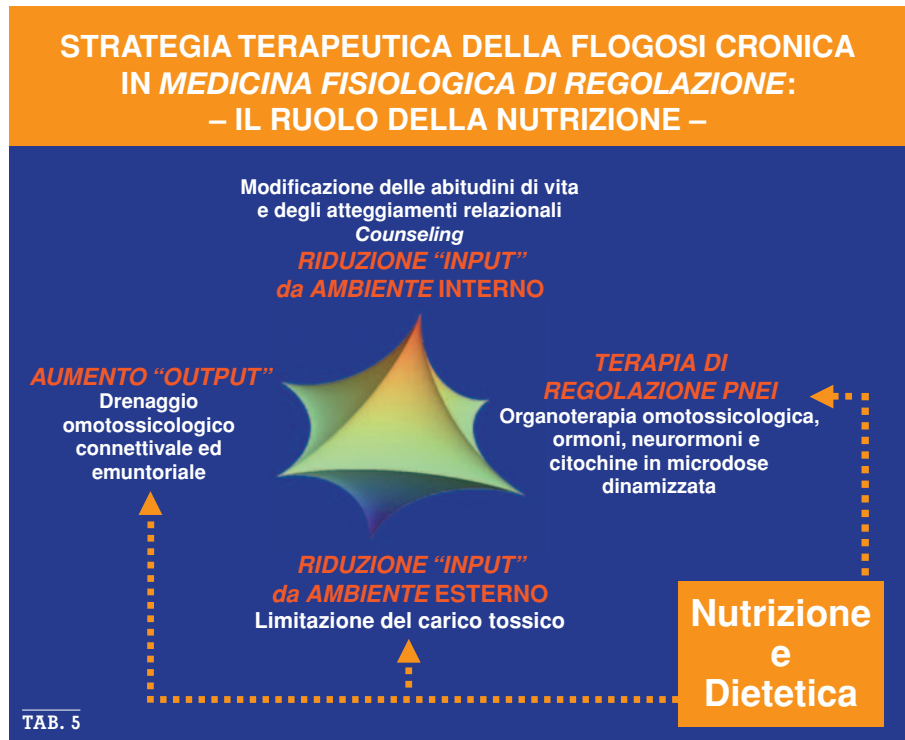 STRATEGIA TERAPEUTICA DELLA FLOGOSI CRONICA
IN MEDICINA FISIOLOGICA DI REGOLAZIONE:
– IL RUOLO DELLA NUTRIZIONE –
Modificazione delle abitudini di vita
e degli atteggiamenti relazionali
Counseling
RIDUZIONE “INPUT”
da AMBIENTE INTERNO
AUMENTO “OUTPUT”
Drenaggio
omotossicologico
connettivale ed
emuntoriale
TERAPIA DI
REGOLAZIONE PNEI
Organoterapia omotossicologica,
ormoni, neurormoni e
citochine in microdose
dinamizzata
RIDUZIONE “INPUT”
da AMBIENTE ESTERNO
Limitazione del carico tossico
Nutrizione
e
Dietetica
TAB. 5